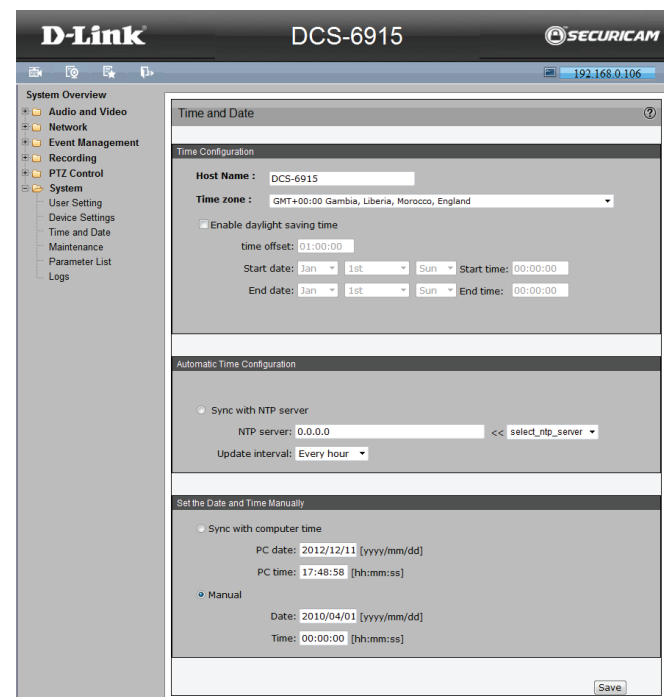 D-Link
DCS-6915
SECURICAM
192.168.0.106
System Overview
Audio and Video
Network
Event Management
Recording
PTZ Control
System
User Setting
Device Settings
Time and Date
Maintenance
Parameter List
Logs
Time and Date
Time Configuration
Host Name : DCS-6915
Time zone : GMT+00:00 Gambia, Liberia, Morocco, England
Enable daylight saving time
time offset: 01:00:00
Start date: Jan 1st Sun Start time: 00:00:00
End date: Jan 1st Sun End time: 00:00:00
Automatic Time Configuration
Sync with NTP server
NTP server: 0.0.0.0 << select_ntp_server
Update interval: Every hour
Set the Date and Time Manually
Sync with computer time
PC date: 2012/12/11 [yyyy/mm/dd]
PC time: 17:48:58 [hh:mm:ss]
Manual
Date: 2010/04/01 [yyyy/mm/dd]
Time: 00:00:00 [hh:mm:ss]
Save